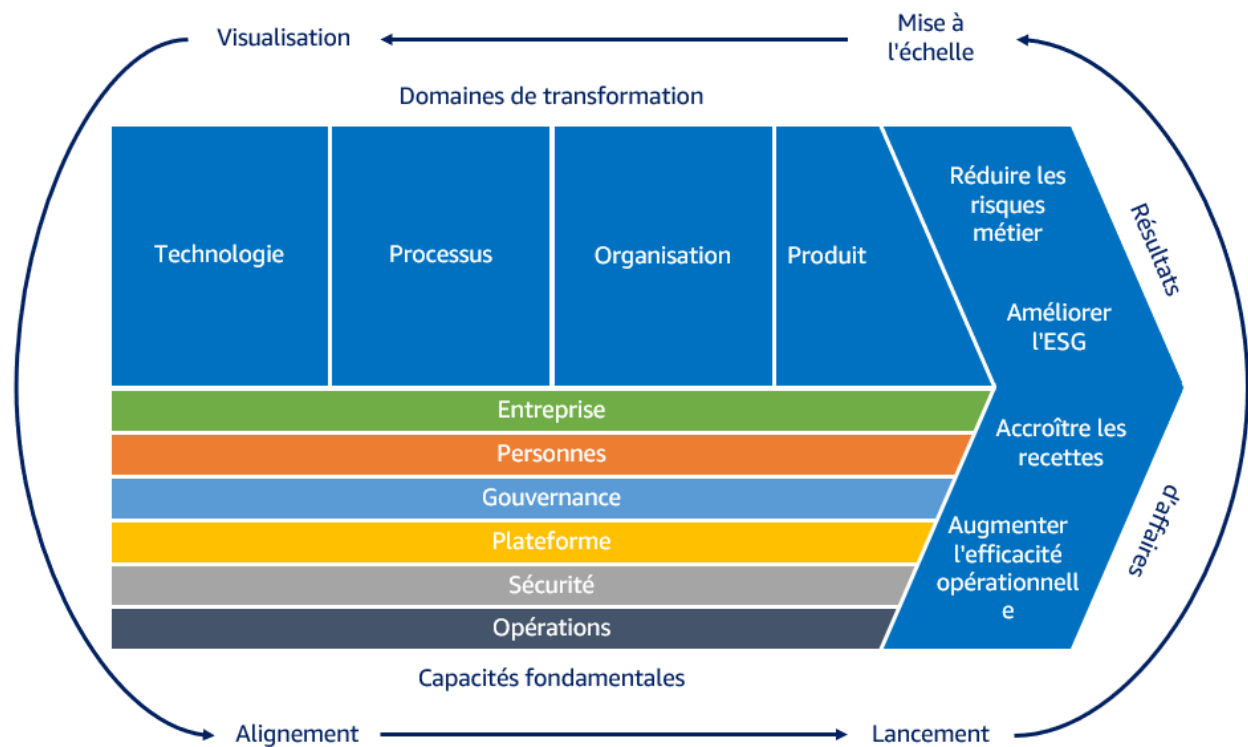 Visualisation
Mise à
l'échelle
Domaines de transformation
Technologie
Processus
Organisation
Produit
Réduire les
risques
métier
Améliorer
l'ESG
Accroître les
recettes
Augmenter
l'efficacité
opérationnell
e
Résultats
d'affaires
Entreprise
Personnes
Gouvernance
Plateforme
Sécurité
Opérations
Capacités fondamentales
Alignement
Lancement